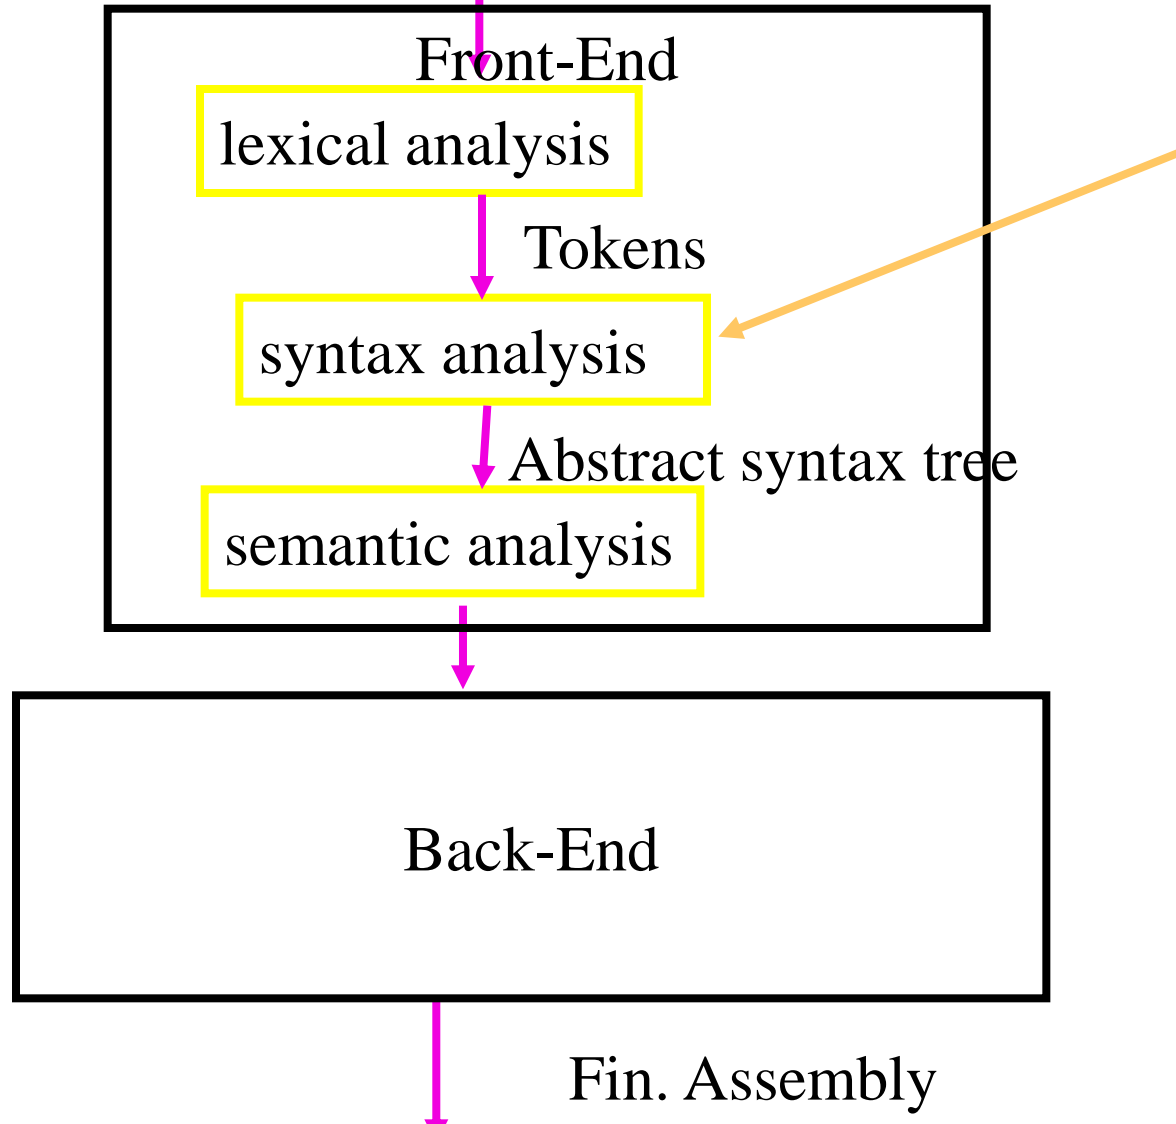 Front-End
lexical analysis
Tokens
syntax analysis
Abstract syntax tree
semantic analysis
Back-End
Fin. Assembly